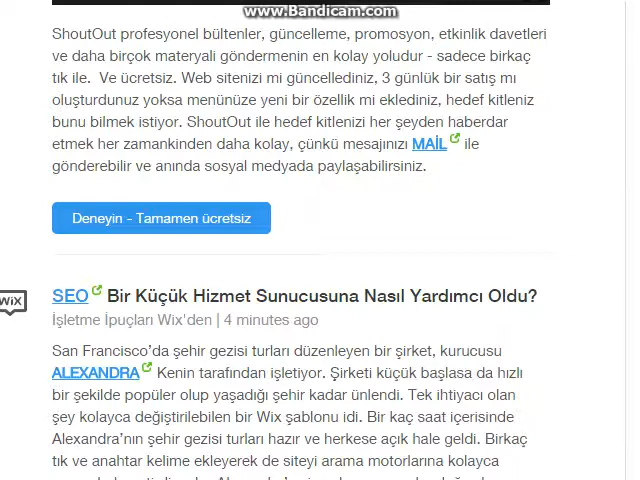 www.Bandicam.com
ShoutOut profesyonel bültenler, güncelleme, promosyon, etkinlik davetleri
ve daha birçok materyali göndermenin en kolay yoludur - sadece birkaç
tık ile. Ve ücretsiz. Web sitenizi mi güncellediniz, 3 günlük bir satış mı
oluşturdunuz yoksa menünüze yeni bir özellik mi eklediniz, hedef kitleniz
bunu bilmek istiyor. ShoutOut ile hedef kitlenizi her şeyden haberdar
etmek her zamankinden daha kolay, çünkü mesajınızı MAİL ile
gönderebilir ve anında sosyal medyada paylaşabilirsiniz.
Deneyin - Tamamen ücretsiz
WiX
SEO Bir Küçük Hizmet Sunucusuna Nasıl Yardımcı Oldu?
İşletme İpuçları Wix'den | 4 minutes ago
San Francisco’da şehir gezisi turları düzenleyen bir şirket, kurucusu
ALEXANDRA Kenin tarafından işletiyor. Şirketi küçük başlasa da hızlı
bir şekilde popüler olup yaşadığı şehir kadar ünlendi. Tek ihtiyacı olan
şey kolayca değiştirilebilen bir Wix şablonu idi. Bir kaç saat içerisinde
Alexandra’nın şehir gezisi turları hazır ve herkese açık hale geldi. Birkaç
tık ve anahtar kelime ekleyerek de siteyi arama motorlarına kolayca